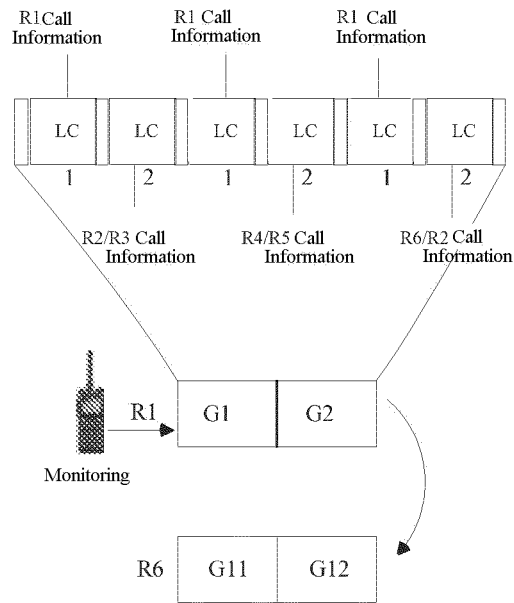 R1 Call
Information
R1 Call
Information
R1 Call
Information
LC LC LC LC LC LC
1 2 1 2 1 2
R2/R3 Call
Information
R4/R5 Call
Information
R6/R2 Call
Information
R1 G1 G2
Monitoring
R6 G11 G12